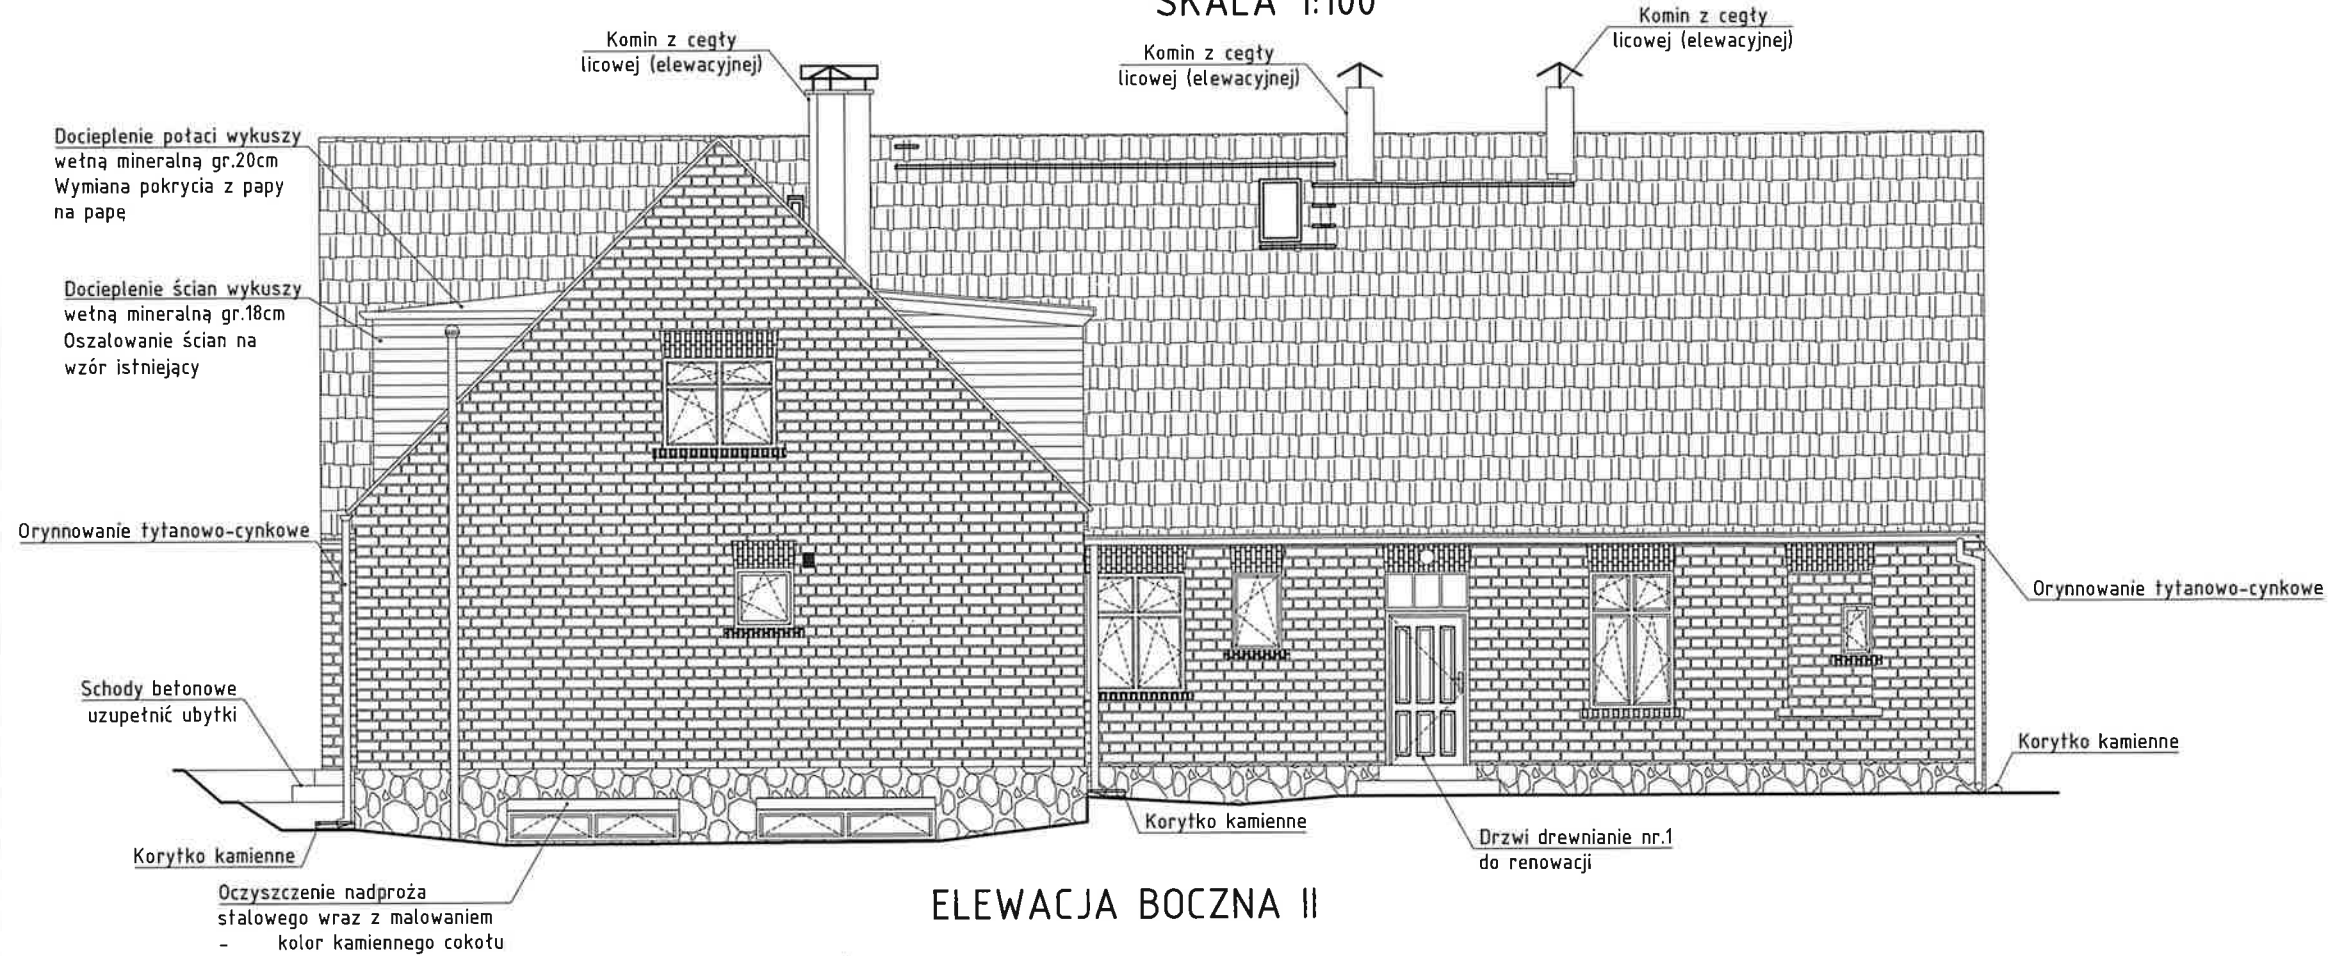 SKALA 1:100
Komin z cegły
licowej (elewacyjnej)
Komin z cegły
licowej (elewacyjnej)
Komin z cegły
licowej (elewacyjnej)
Docieplenie połaci wykuszy
wełną mineralną gr.20cm
Wymiana pokrycia z papy
na papę
Docieplenie ścian wykuszy
wełną mineralną gr.18cm
Oszalowanie ścian na
wzór istniejący
Orynnowanie tytanowo-cynkowe
Orynnowanie tytanowo-cynkowe
Schody betonowe
uzupełnić ubytki
Korytko kamienne
Korytko kamienne
Korytko kamienne
Drzwi drewnianie nr.1
do renowacji
Oczyszczenie nadproża
stalowego wraz z malowaniem
- kolor kamiennego cokołu
ELEWACJA BOCZNA II